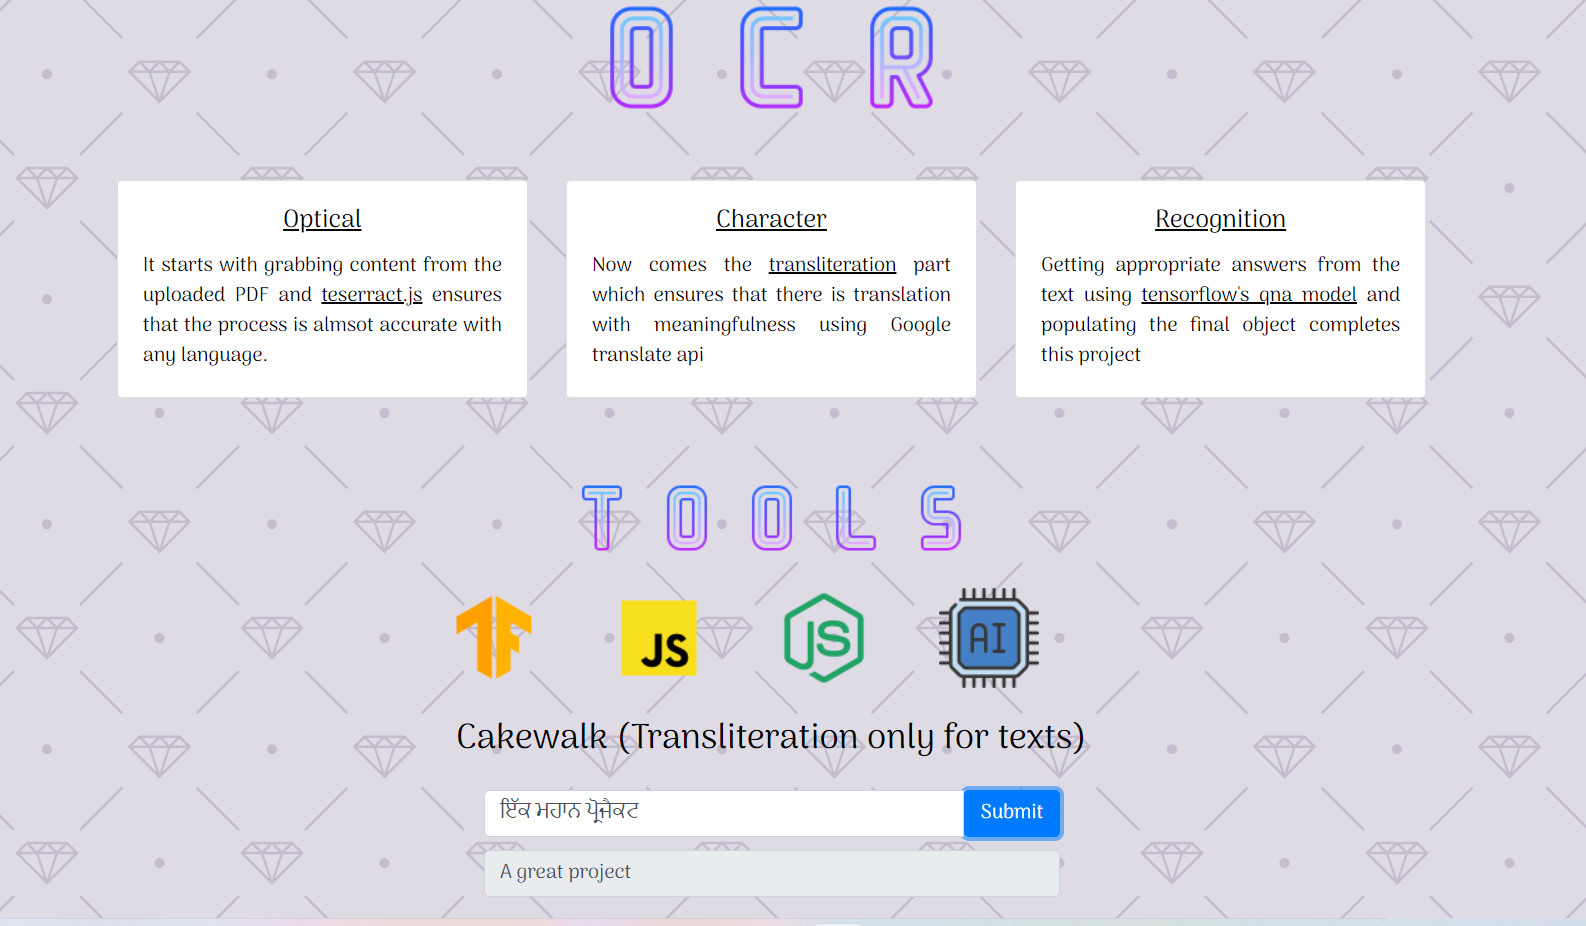 OCR
Optical
It starts with grabbing content from the
uploaded PDF and teserract.js ensures
that the process is almsot accurate with
any language.
Character
Now comes the transliteration part
which ensures that there is translation
with meaningfulness using Google
translate api
Recognition
Getting appropriate answers from the
text using tensorflow's qna model and
populating the final object completes
this project
TOOLS
JS
JS
AI
Cakewalk (Transliteration only for texts)
ਇੱਕ ਮਹਾਨ ਪ੍ਰੋਜੈਕਟ
Submit
A great project